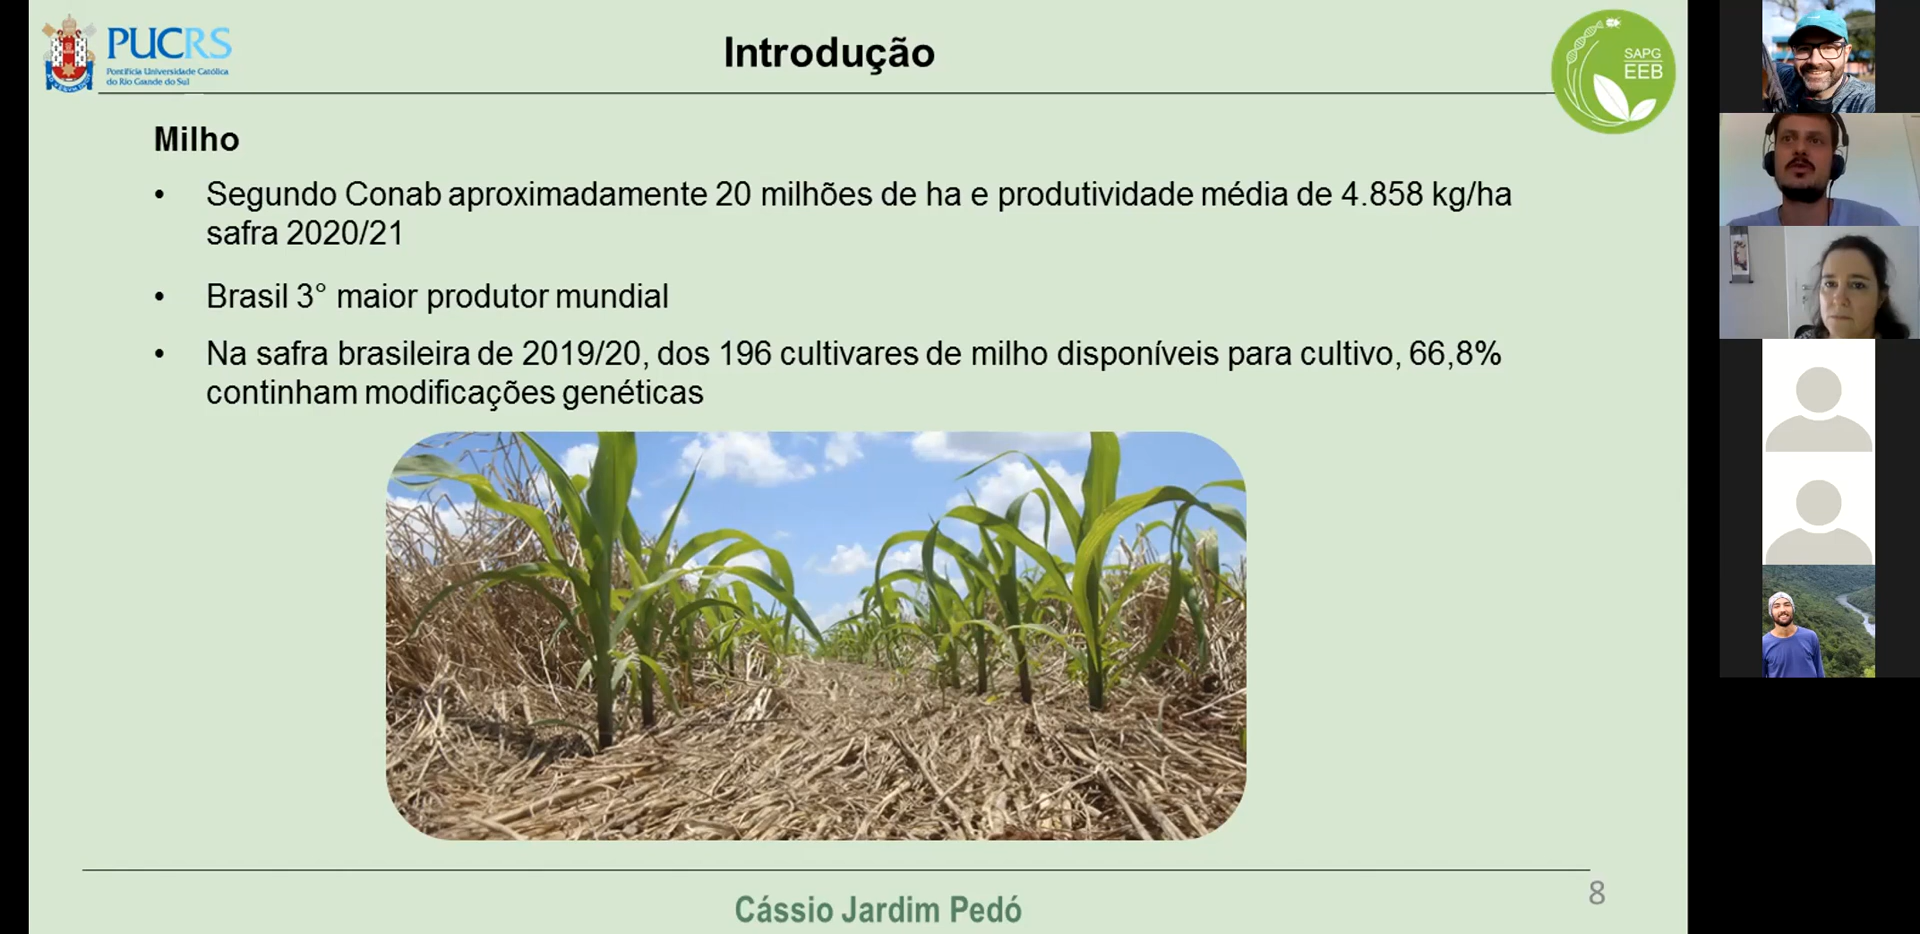 PUCRS
Pontifícia Universidade Católica
do Rio Grande do Sul
Introdução
SAPG
EEB
Milho
• Segundo Conab aproximadamente 20 milhões de ha e produtividade média de 4.858 kg/ha
safra 2020/21
• Brasil 3° maior produtor mundial
• Na safra brasileira de 2019/20, dos 196 cultivares de milho disponíveis para cultivo, 66,8%
continham modificações genéticas
Cássio Jardim Pedó
8